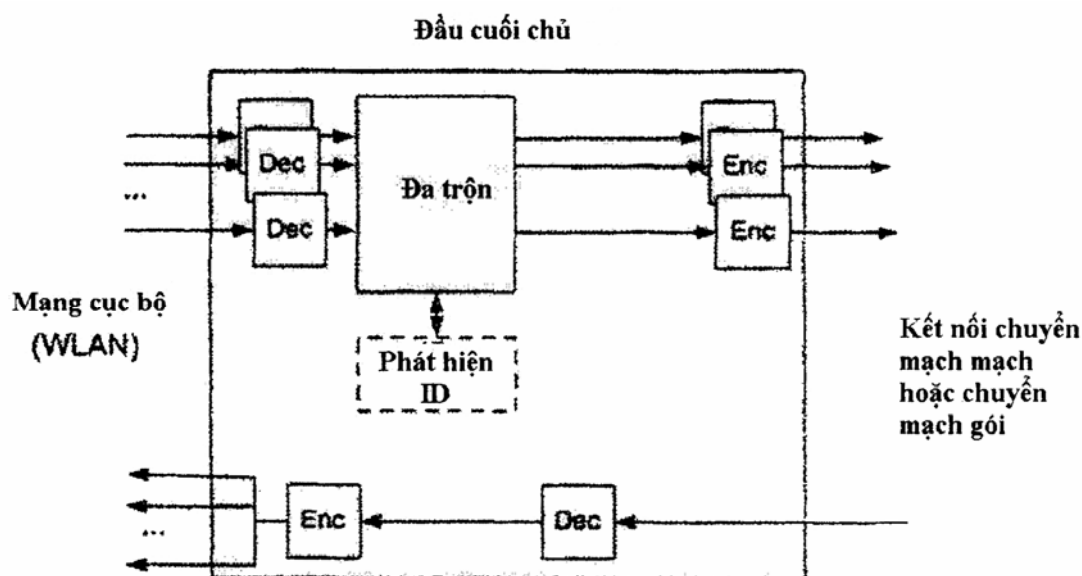 Đầu cuối chủ
Dec
Enc
Đa trộn
...
Dec
Enc
Mạng cục bộ
(WLAN)
Phát hiện
ID
Kết nối chuyển
mạch mạch
hoặc chuyển
mạch gói
Enc
Dec
...